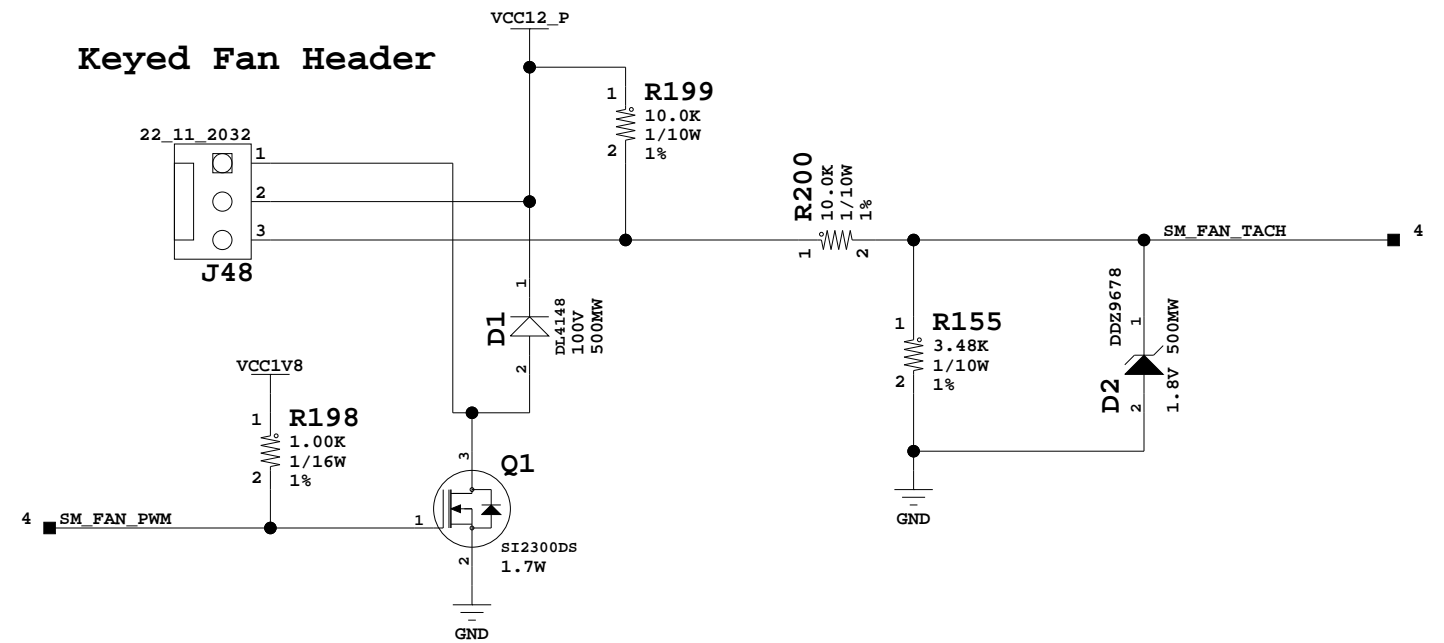 VCC12_P
Keyed Fan Header
22_11_2032
1
2
3
J48
1
R199
10.0K
1/10W
1%
2
R200
10.0K
1/10W
1%
1
2
SM_FAN_TACH
4
1
D1
DL4148
100V
500MW
2
1
R155
3.48K
1/10W
1%
2
DDZ9678
1
D2
1.8V 500MW
2
GND
VCC1V8
1
R198
1.00K
1/16W
1%
2
4
SM_FAN_PWM
3
Q1
1
SI2300DS
1.7W
2
GND